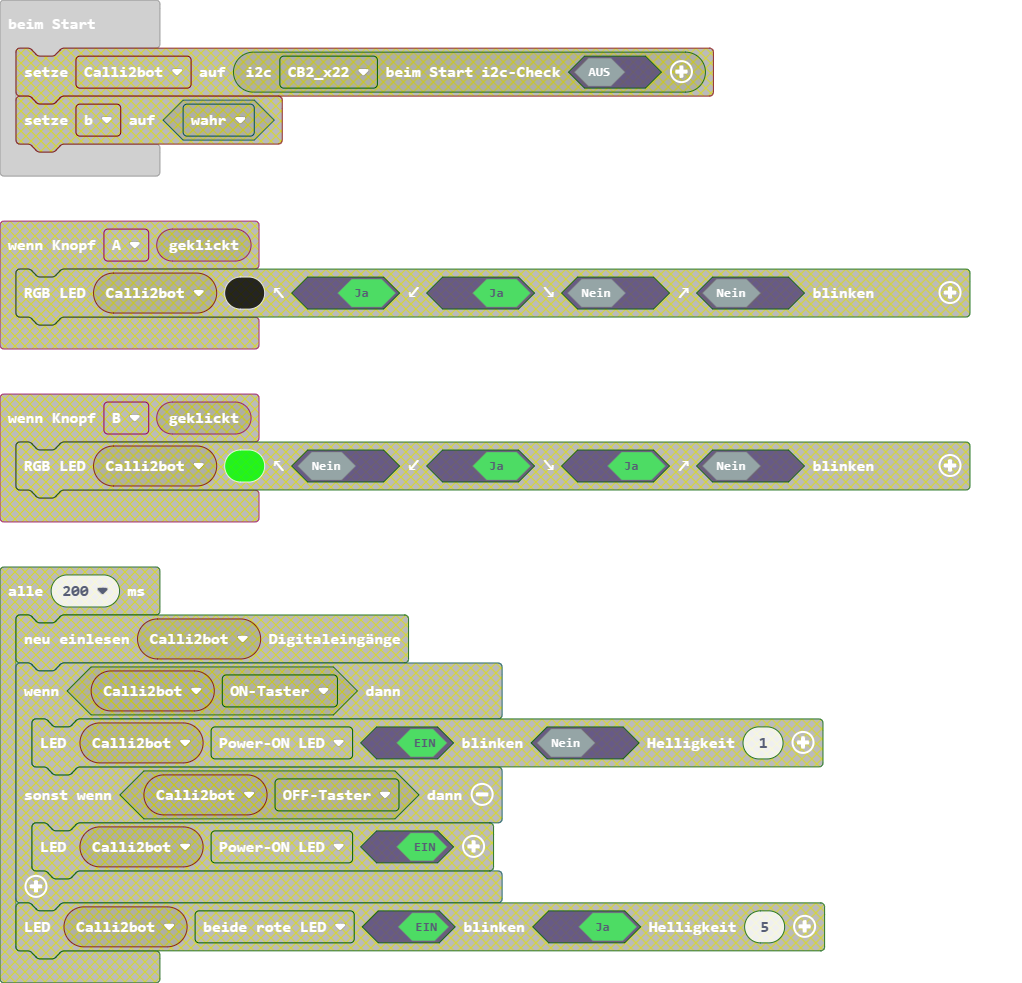 beim Start
setze Calli2bot auf i2c CB2_x22 beim Start i2c-Check AUS
setze b auf wahr
wenn Knopf A geklickt
RGB LED Calli2bot ↖ Ja ↙ Ja ↘ Nein ↗ Nein blinken
wenn Knopf B geklickt
RGB LED Calli2bot ↖ Nein ↙ Ja ↘ Ja ↗ Nein blinken
alle 200 ms
neu einlesen Calli2bot Digitaleingänge
wenn Calli2bot ON-Taster dann
LED Calli2bot Power-ON LED EIN blinken Nein Helligkeit 1
sonst wenn Calli2bot OFF-Taster dann
LED Calli2bot Power-ON LED EIN
LED Calli2bot beide rote LED EIN blinken Ja Helligkeit 5